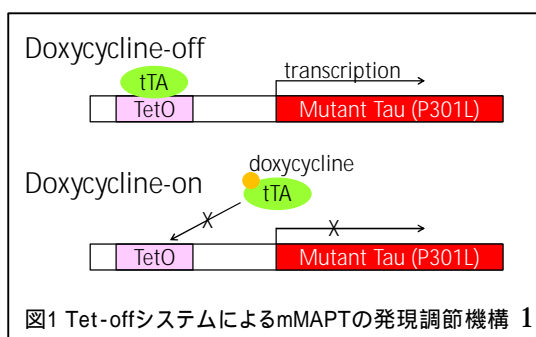 Doxycycline-off
tTA
transcription
TetO
Mutant Tau (P301L)
doxycycline
Doxycycline-on
tTA
X
X
TetO
Mutant Tau (P301L)
図1 Tet-offシステムによるmMAPTの発現調節機構 1